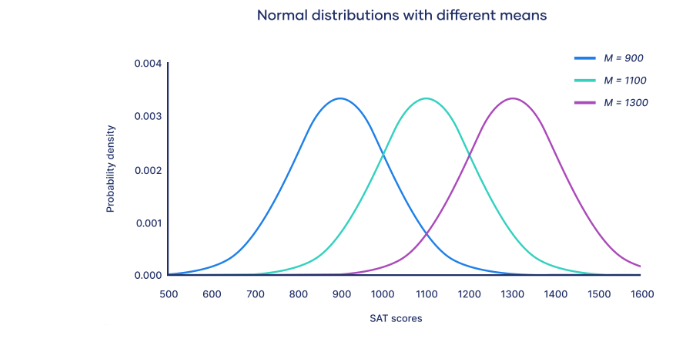 Normal distributions with different means
M = 900
M = 1100
M = 1300
Probability density
0.004
0.003
0.002
0.001
0.000
500 600 700 800 900 1000 1100 1200 1300 1400 1500 1600
SAT scores